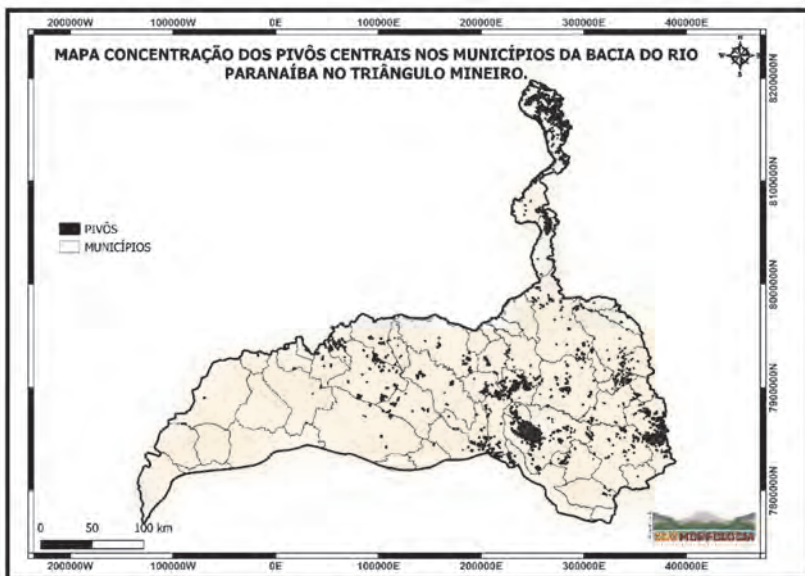 200000W 100000W 0E 100000E 200000E 300000E 400000E
MAPA CONCENTRAÇÃO DOS PIVÔS CENTRAIS NOS MUNICÍPIOS DA BACIA DO RIO
PARANAÍBA NO TRIÂNGULO MINEIRO.
N
W
S
8200000N
8100000N
8000000N
7900000N
7800000N
PIVÔS
MUNICÍPIOS
0 50 100 km
MORFOLOGIA
200000W 100000W 0E 100000E 200000E 300000E 400000E